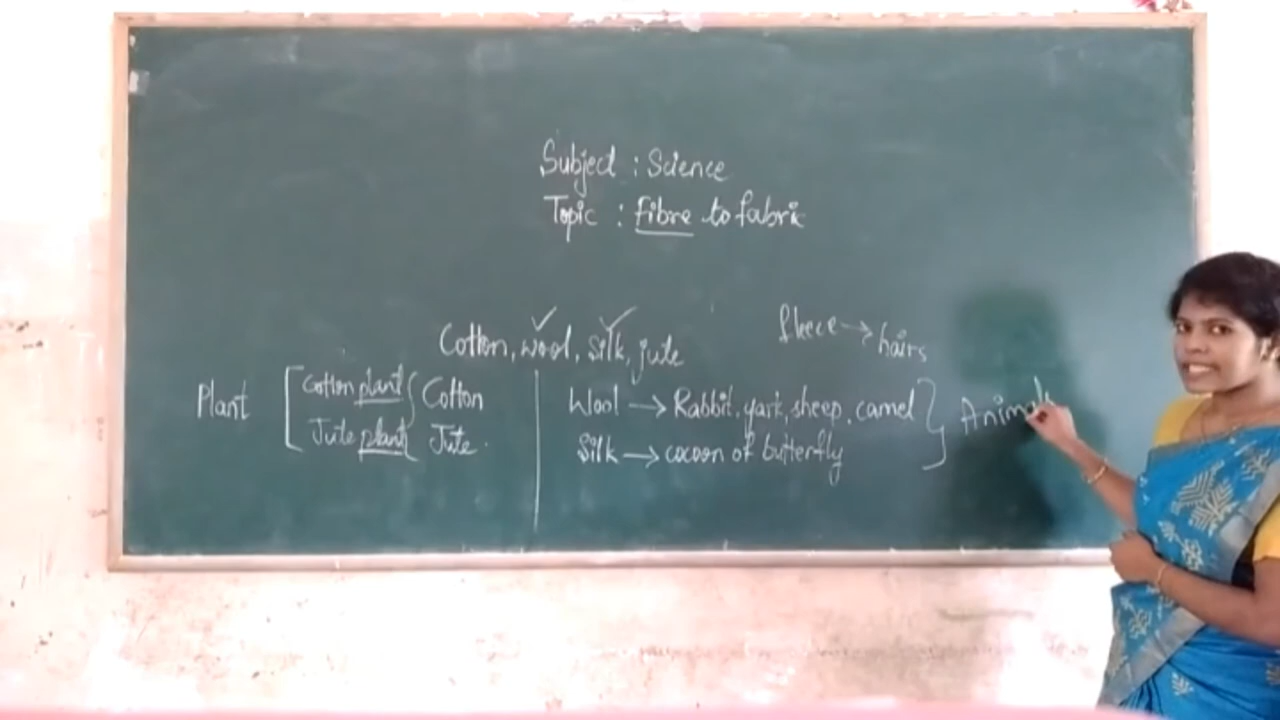 Subject : Science
Topic : fibre to fabric
Cotton, wool, silk, jute
fleece → hairs
Plant [ Cotton plant { Cotton
Jute plant { Jute.
Wool → Rabbit, yark, sheep, camel } Animal
Silk → cocoon of butterfly